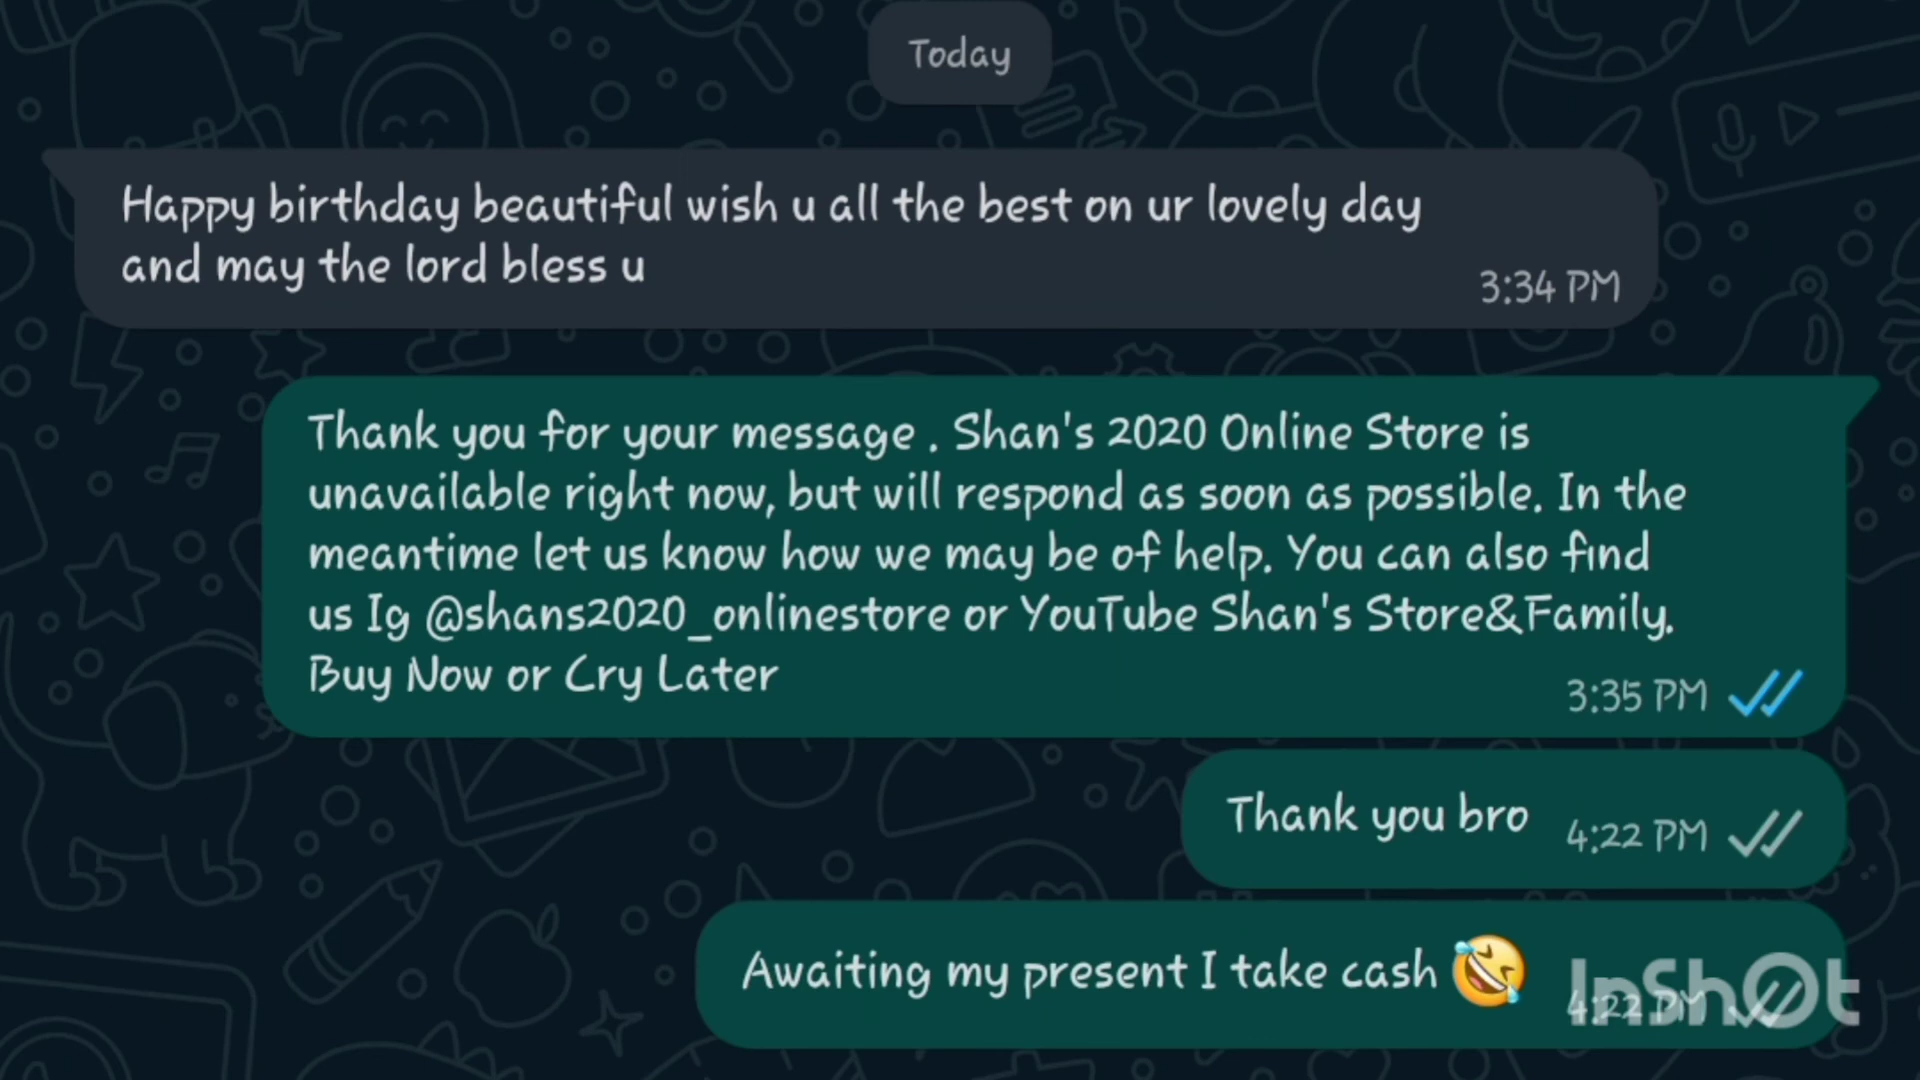 Today
Happy birthday beautiful wish u all the best on ur lovely day
and may the lord bless u
3:34 PM
Thank you for your message . Shan's 2020 Online Store is
unavailable right now, but will respond as soon as possible. In the
meantime let us know how we may be of help. You can also find
us Ig @shans2020_onlinestore or YouTube Shan's Store&Family.
Buy Now or Cry Later
3:35 PM
Thank you bro 4:22 PM
Awaiting my present I take cash 🤣
4:22 PM
InShOt